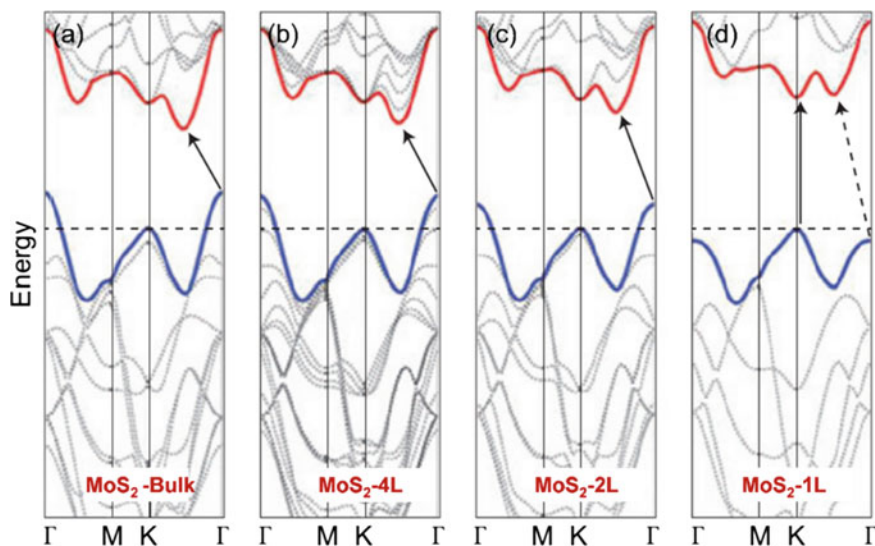 (a) (b) (c) (d)
Energy
MoS₂-Bulk MoS₂-4L MoS₂-2L MoS₂-1L
Γ M K Γ Γ M K Γ Γ M K Γ Γ M K Γ